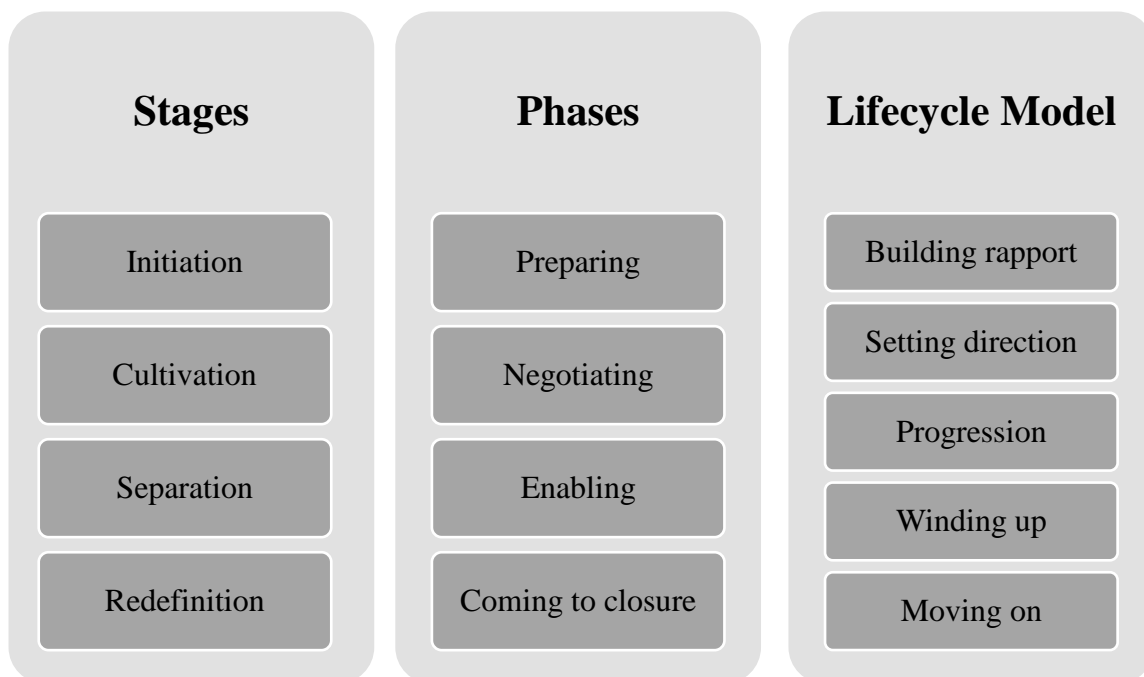 Stages
Initiation
Cultivation
Separation
Redefinition
Phases
Preparing
Negotiating
Enabling
Coming to closure
Lifecycle Model
Building rapport
Setting direction
Progression
Winding up
Moving on